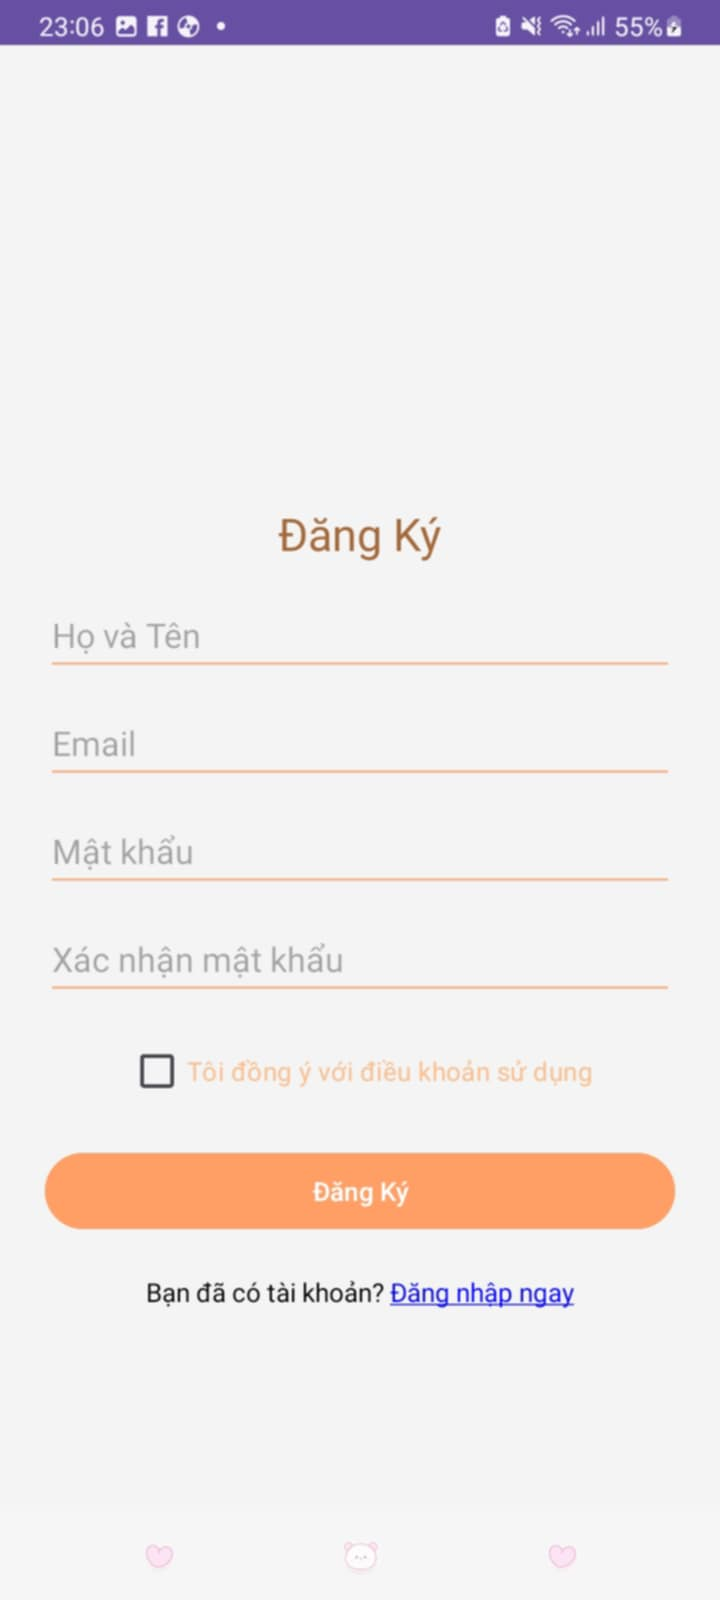 23:06 55%
Đăng Ký
Họ và Tên
Email
Mật khẩu
Xác nhận mật khẩu
Tôi đồng ý với điều khoản sử dụng
Đăng Ký
Bạn đã có tài khoản? Đăng nhập ngay